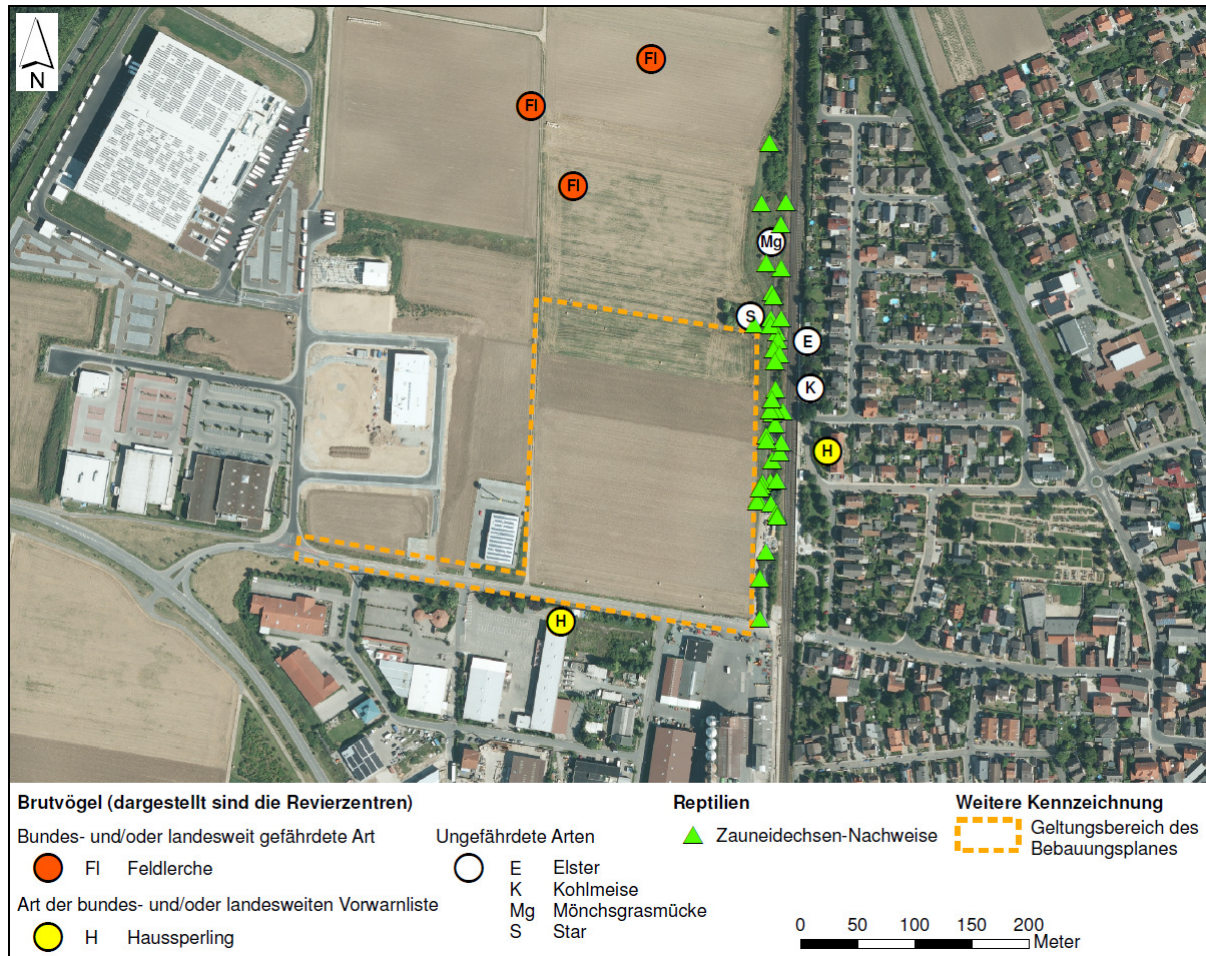 N
Fl
Fl
Fl
Mg
S
E
K
H
H
Brutvögel (dargestellt sind die Revierzentren)
Bundes- und/oder landesweit gefährdete Art
Fl Feldlerche
Art der bundes- und/oder landesweiten Vorwarnliste
H Haussperling
Ungefährdete Arten
E Elster
K Kohlmeise
Mg Mönchsgrasmücke
S Star
Reptilien
Zauneidechsen-Nachweise
Weitere Kennzeichnung
Geltungsbereich des
Bebauungsplanes
0 50 100 150 200
Meter